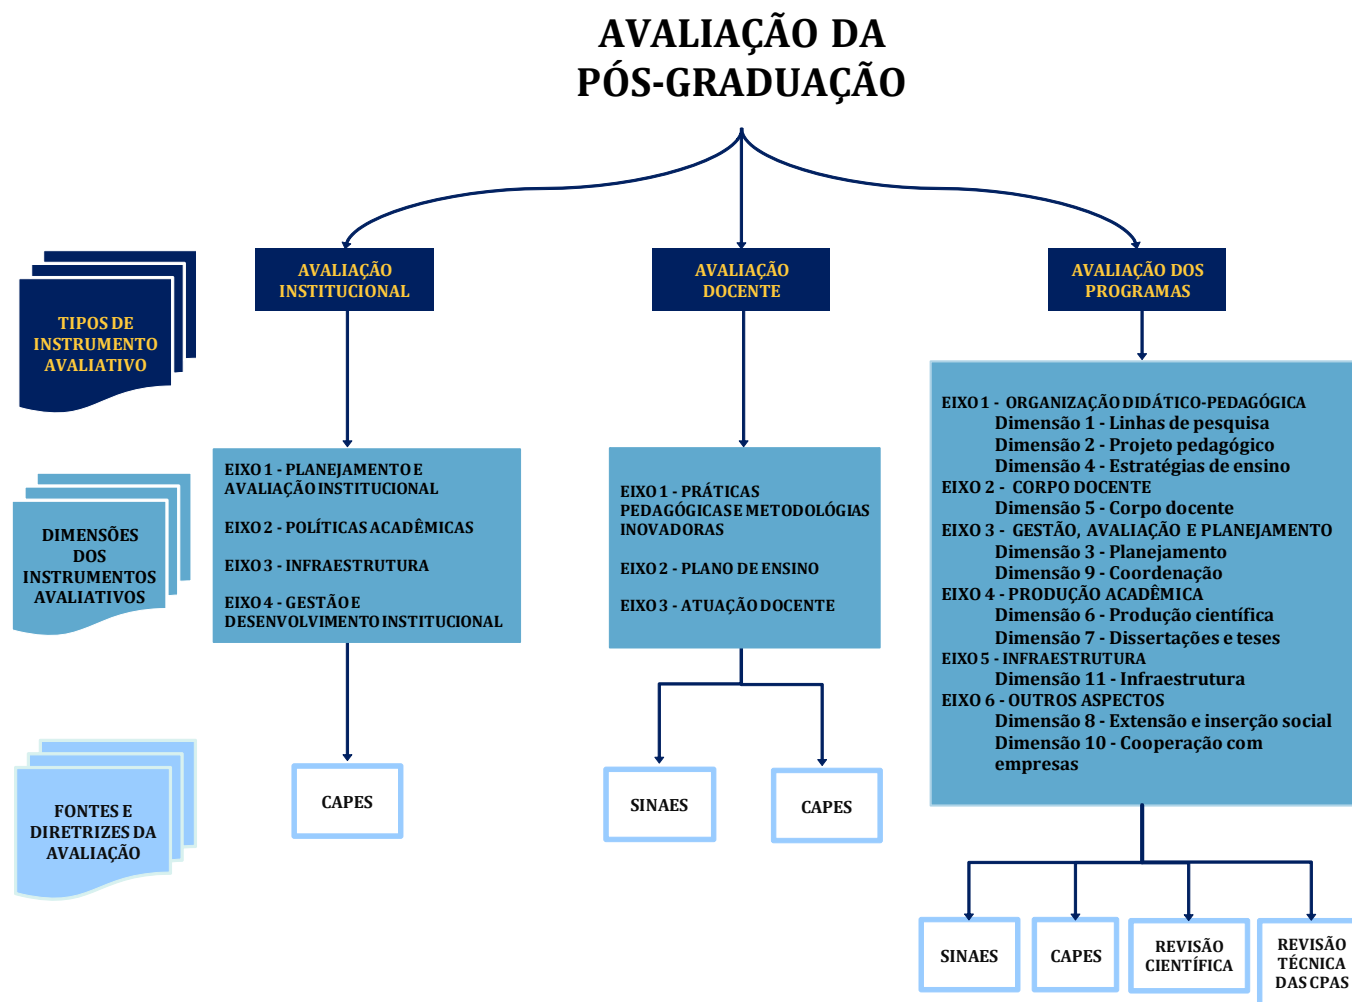 AVALIAÇÃO DA
PÓS-GRADUAÇÃO
TIPOS DE
INSTRUMENTO
AVALIATIVO
AVALIAÇÃO
INSTITUCIONAL
AVALIAÇÃO
DOCENTE
AVALIAÇÃO DOS
PROGRAMAS
DIMENSÕES
DOS
INSTRUMENTOS
AVALIATIVOS
EIXO 1 - PLANEJAMENTO E
AVALIAÇÃO INSTITUCIONAL
EIXO 2 - POLÍTICAS ACADÊMICAS
EIXO 3 - INFRAESTRUTURA
EIXO 4 - GESTÃO E
DESENVOLVIMENTO INSTITUCIONAL
EIXO 1 - PRÁTICAS
PEDAGÓGICAS E METODOLÓGIAS
INOVADORAS
EIXO 2 - PLANO DE ENSINO
EIXO 3 - ATUAÇÃO DOCENTE
EIXO 1 - ORGANIZAÇÃO DIDÁTICO-PEDAGÓGICA
Dimensão 1 - Linhas de pesquisa
Dimensão 2 - Projeto pedagógico
Dimensão 4 - Estratégias de ensino
EIXO 2 - CORPO DOCENTE
Dimensão 5 - Corpo docente
EIXO 3 - GESTÃO, AVALIAÇÃO E PLANEJAMENTO
Dimensão 3 - Planejamento
Dimensão 9 - Coordenação
EIXO 4 - PRODUÇÃO ACADÊMICA
Dimensão 6 - Produção científica
Dimensão 7 - Dissertações e teses
EIXO 5 - INFRAESTRUTURA
Dimensão 11 - Infraestrutura
EIXO 6 - OUTROS ASPECTOS
Dimensão 8 - Extensão e inserção social
Dimensão 10 - Cooperação com
empresas
FONTES E
DIRETRIZES DA
AVALIAÇÃO
CAPES
SINAES
CAPES
SINAES
CAPES
REVISÃO
CIENTÍFICA
REVISÃO
TÉCNICA
DAS CPAS